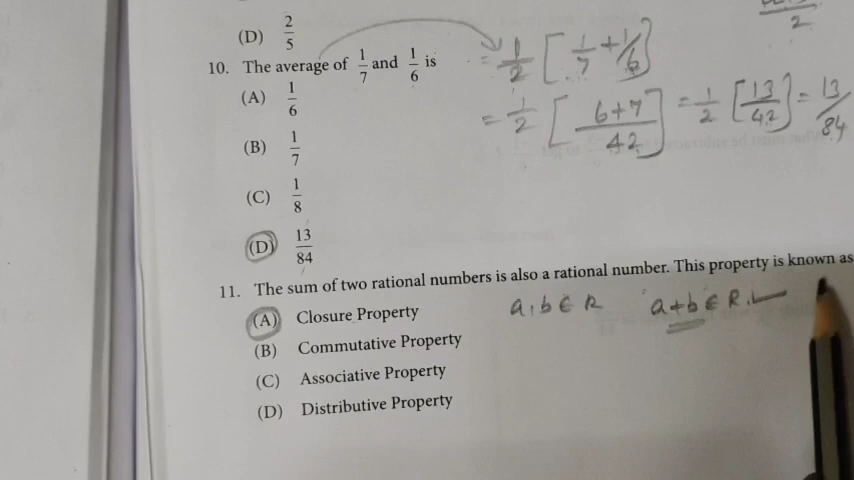 (D) 2/5
10. The average of 1/7 and 1/6 is
= 1/2 [ 1/7 + 1/6 ]
(A) 1/6
= 1/2 [ 6+7 / 42 ] = 1/2 [ 13/42 ] = 13/84
(B) 1/7
(C) 1/8
(D) 13/84
11. The sum of two rational numbers is also a rational number. This property is known as
(A) Closure Property
a, b ∈ R a+b ∈ R.
(B) Commutative Property
(C) Associative Property
(D) Distributive Property